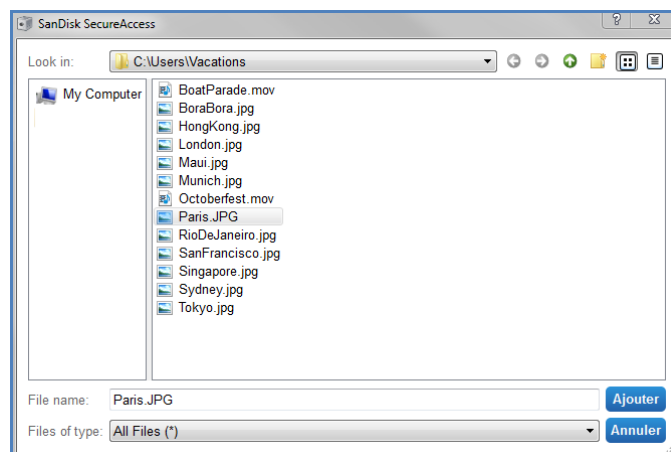 SanDisk SecureAccess
Look in: C:\Users\Vacations
My Computer
BoatParade.mov
BoraBora.jpg
HongKong.jpg
London.jpg
Maui.jpg
Munich.jpg
Octoberfest.mov
Paris.JPG
RioDeJaneiro.jpg
SanFrancisco.jpg
Singapore.jpg
Sydney.jpg
Tokyo.jpg
File name: Paris.JPG Ajouter
Files of type: All Files (*) Annuler